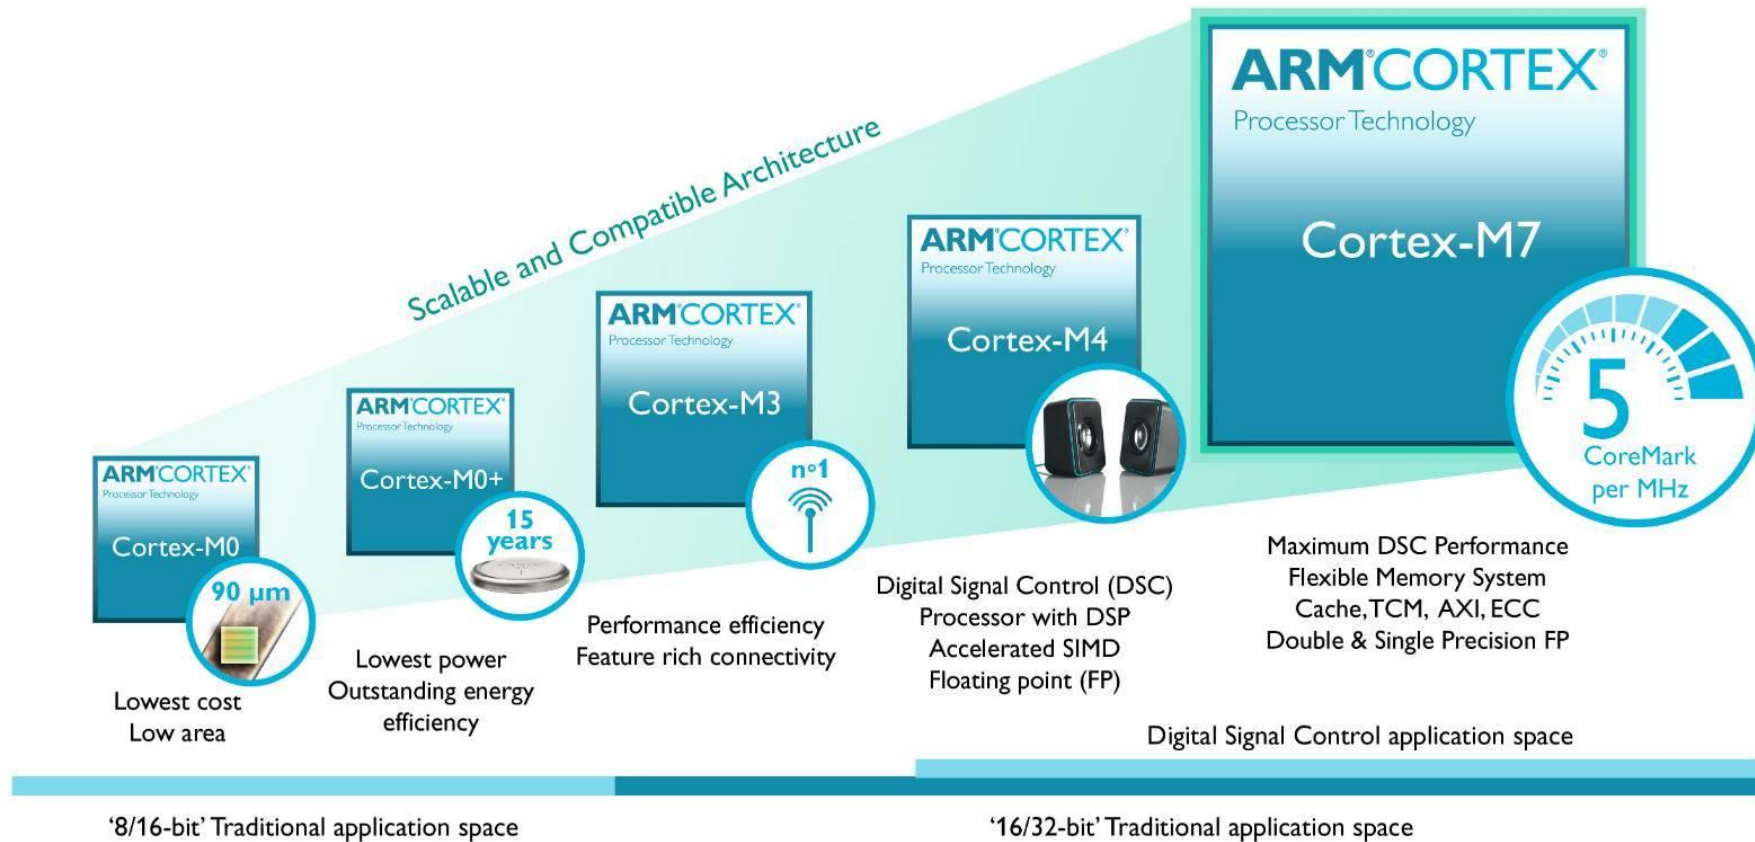 Scalable and Compatible Architecture
ARM®CORTEX®
Processor Technology
Cortex-M0
90 µm
Lowest cost
Low area
ARM®CORTEX®
Processor Technology
Cortex-M0+
15
years
Lowest power
Outstanding energy
efficiency
ARM®CORTEX®
Processor Technology
Cortex-M3
nº1
Performance efficiency
Feature rich connectivity
ARM®CORTEX®
Processor Technology
Cortex-M4
Digital Signal Control (DSC)
Processor with DSP
Accelerated SIMD
Floating point (FP)
ARM®CORTEX®
Processor Technology
Cortex-M7
5
CoreMark
per MHz
Maximum DSC Performance
Flexible Memory System
Cache, TCM, AXI, ECC
Double & Single Precision FP
Digital Signal Control application space
‘8/16-bit’ Traditional application space
‘16/32-bit’ Traditional application space